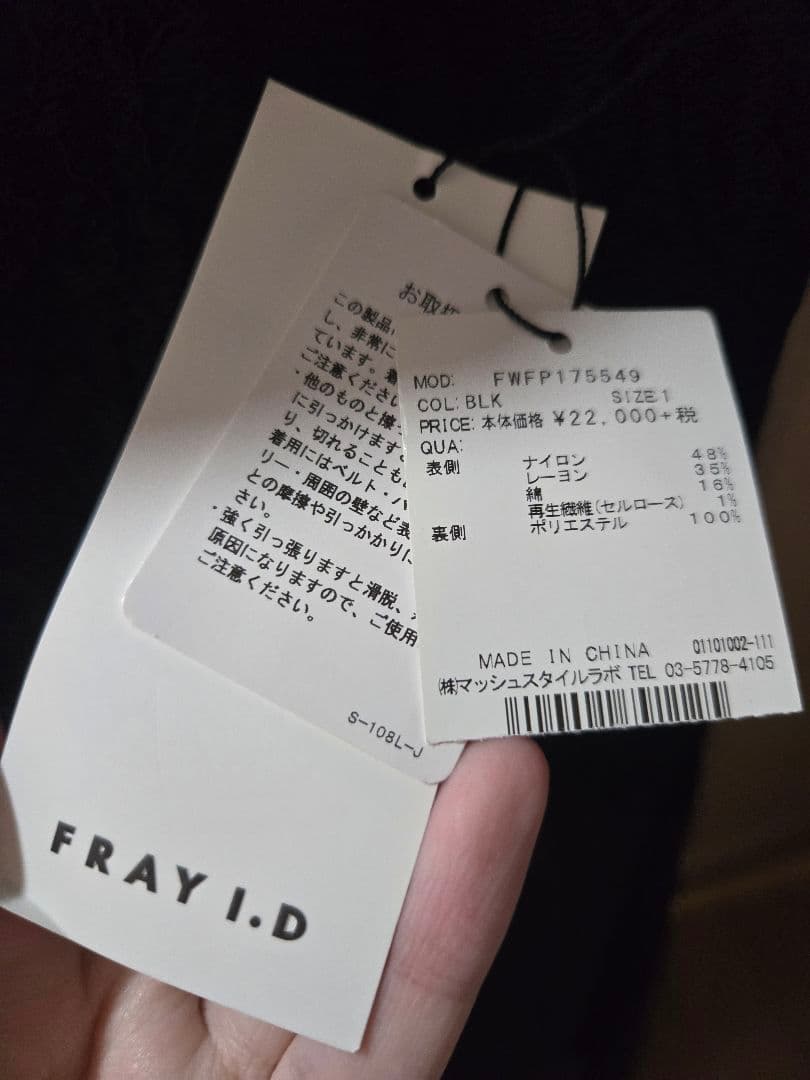 お取扱
この製品
し、非常に
ています。着
ご注意ください
・他のものと擦
に引っかけます
り、切れることも
着用にはベルト・バ
リー・周囲の壁など表
との摩擦や引っかかりに
さい。
・強く引っ張りますと滑脱、
原因になりますので、ご使用
ご注意ください。
S-108L-J
MOD: FWFP175549
COL: BLK SIZE 1
PRICE: 本体価格 ¥22,000+税
QUA:
表側 ナイロン 48%
レーヨン 35%
綿 16%
再生繊維(セルロース) 1%
裏側 ポリエステル 100%
MADE IN CHINA 01101002-111
㈱マッシュスタイルラボ TEL 03-5778-4105
FRAY I.D